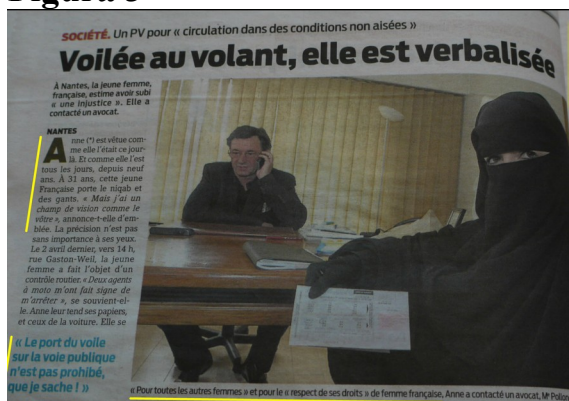 SOCIÉTÉ. Un PV pour « circulation dans des conditions non aisées »
Voilée au volant, elle est verbalisée
À Nantes, la jeune femme,
française, estime avoir subi
« une injustice ». Elle a
contacté un avocat.
NANTES
Anne (*) est vêtue com-
me elle l'était ce jour-
là. Et comme elle l'est
tous les jours, depuis neuf
ans. À 31 ans, cette jeune
Française porte le niqab et
des gants. « Mais j'ai un
champ de vision comme le
vôtre », annonce-t-elle d'em-
blée. La précision n'est pas
sans importance à ses yeux.
Le 2 avril dernier, vers 14 h,
rue Gaston-Weil, la jeune
femme a fait l'objet d'un
contrôle routier. « Deux agents
à moto m'ont fait signe de
m'arrêter », se souvient-el-
le. Anne leur tend ses papiers,
et ceux de la voiture. Elle se
« Le port du voile
sur la voie publique
n'est pas prohibé,
que je sache ! »
« Pour toutes les autres femmes » et pour le « respect de ses droits » de femme française, Anne a contacté un avocat, Me